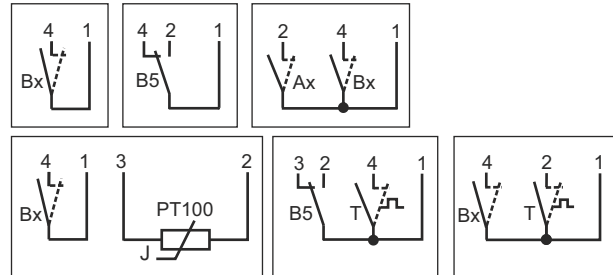 4 1
Bx
4 2 1
B5
2 4 1
Ax Bx
4 1 3 2
Bx PT100
J
3 2 4 1
B5 T
4 2 1
Bx T